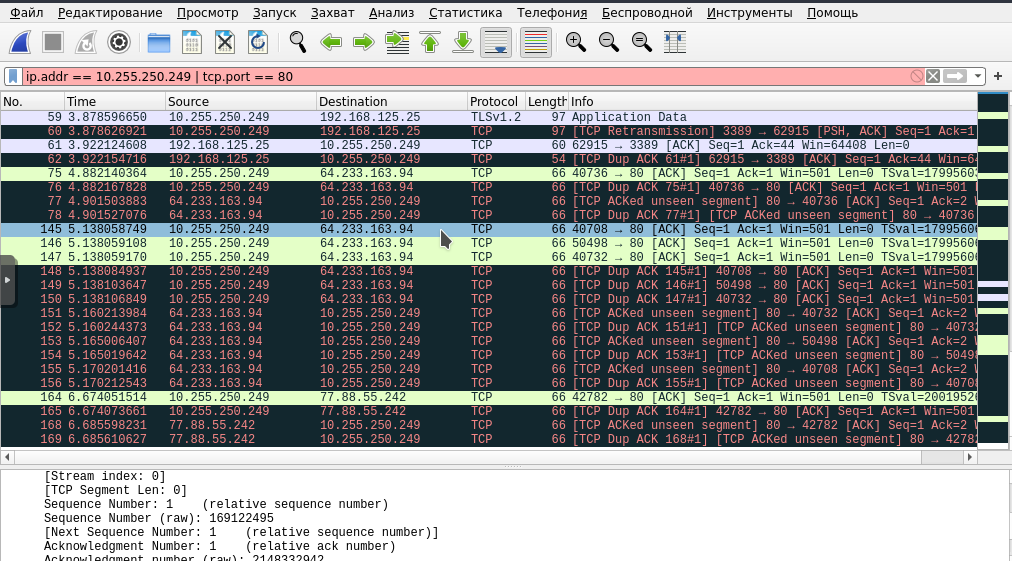 Файл Редактирование Просмотр Запуск Захват Анализ Статистика Телефония Беспроводной Инструменты Помощь
ip.addr == 10.255.250.249 | tcp.port == 80
No. Time Source Destination Protocol Length Info
59 3.878596650 10.255.250.249 192.168.125.25 TLSv1.2 97 Application Data
60 3.878626921 10.255.250.249 192.168.125.25 TCP 97 [TCP Retransmission] 3389 → 62915 [PSH, ACK] Seq=1 Ack=1
61 3.922124608 192.168.125.25 10.255.250.249 TCP 60 62915 → 3389 [ACK] Seq=1 Ack=44 Win=64408 Len=0
62 3.922154716 192.168.125.25 10.255.250.249 TCP 54 [TCP Dup ACK 61#1] 62915 → 3389 [ACK] Seq=1 Ack=44 Win=64
75 4.882140364 10.255.250.249 64.233.163.94 TCP 66 40736 → 80 [ACK] Seq=1 Ack=1 Win=501 Len=0 TSval=17995603
76 4.882167828 10.255.250.249 64.233.163.94 TCP 66 [TCP Dup ACK 75#1] 40736 → 80 [ACK] Seq=1 Ack=1 Win=501
77 4.901503883 64.233.163.94 10.255.250.249 TCP 66 [TCP ACKed unseen segment] 80 → 40736 [ACK] Seq=1 Ack=2
78 4.901527076 64.233.163.94 10.255.250.249 TCP 66 [TCP Dup ACK 77#1] [TCP ACKed unseen segment] 80 → 40736
145 5.138058749 10.255.250.249 64.233.163.94 TCP 66 40708 → 80 [ACK] Seq=1 Ack=1 Win=501 Len=0 TSval=1799560
146 5.138059108 10.255.250.249 64.233.163.94 TCP 66 50498 → 80 [ACK] Seq=1 Ack=1 Win=501 Len=0 TSval=1799560
147 5.138059170 10.255.250.249 64.233.163.94 TCP 66 40732 → 80 [ACK] Seq=1 Ack=1 Win=501 Len=0 TSval=1799560
148 5.138084937 10.255.250.249 64.233.163.94 TCP 66 [TCP Dup ACK 145#1] 40708 → 80 [ACK] Seq=1 Ack=1 Win=501
149 5.138103647 10.255.250.249 64.233.163.94 TCP 66 [TCP Dup ACK 146#1] 50498 → 80 [ACK] Seq=1 Ack=1 Win=501
150 5.138106849 10.255.250.249 64.233.163.94 TCP 66 [TCP Dup ACK 147#1] 40732 → 80 [ACK] Seq=1 Ack=1 Win=501
151 5.160213984 64.233.163.94 10.255.250.249 TCP 66 [TCP ACKed unseen segment] 80 → 40732 [ACK] Seq=1 Ack=2
152 5.160244373 64.233.163.94 10.255.250.249 TCP 66 [TCP Dup ACK 151#1] [TCP ACKed unseen segment] 80 → 4073
153 5.165006407 64.233.163.94 10.255.250.249 TCP 66 [TCP ACKed unseen segment] 80 → 50498 [ACK] Seq=1 Ack=2
154 5.165019642 64.233.163.94 10.255.250.249 TCP 66 [TCP Dup ACK 153#1] [TCP ACKed unseen segment] 80 → 5049
155 5.170201416 64.233.163.94 10.255.250.249 TCP 66 [TCP ACKed unseen segment] 80 → 40708 [ACK] Seq=1 Ack=2
156 5.170212543 64.233.163.94 10.255.250.249 TCP 66 [TCP Dup ACK 155#1] [TCP ACKed unseen segment] 80 → 4070
164 6.674051514 10.255.250.249 77.88.55.242 TCP 66 42782 → 80 [ACK] Seq=1 Ack=1 Win=501 Len=0 TSval=2001952
165 6.674073661 10.255.250.249 77.88.55.242 TCP 66 [TCP Dup ACK 164#1] 42782 → 80 [ACK] Seq=1 Ack=1 Win=501
168 6.685598231 77.88.55.242 10.255.250.249 TCP 66 [TCP ACKed unseen segment] 80 → 42782 [ACK] Seq=1 Ack=2
169 6.685610627 77.88.55.242 10.255.250.249 TCP 66 [TCP Dup ACK 168#1] [TCP ACKed unseen segment] 80 → 4278
[Stream index: 0]
[TCP Segment Len: 0]
Sequence Number: 1 (relative sequence number)
Sequence Number (raw): 169122495
[Next Sequence Number: 1 (relative sequence number)]
Acknowledgment Number: 1 (relative ack number)
Acknowledgment number (raw): 2148332942